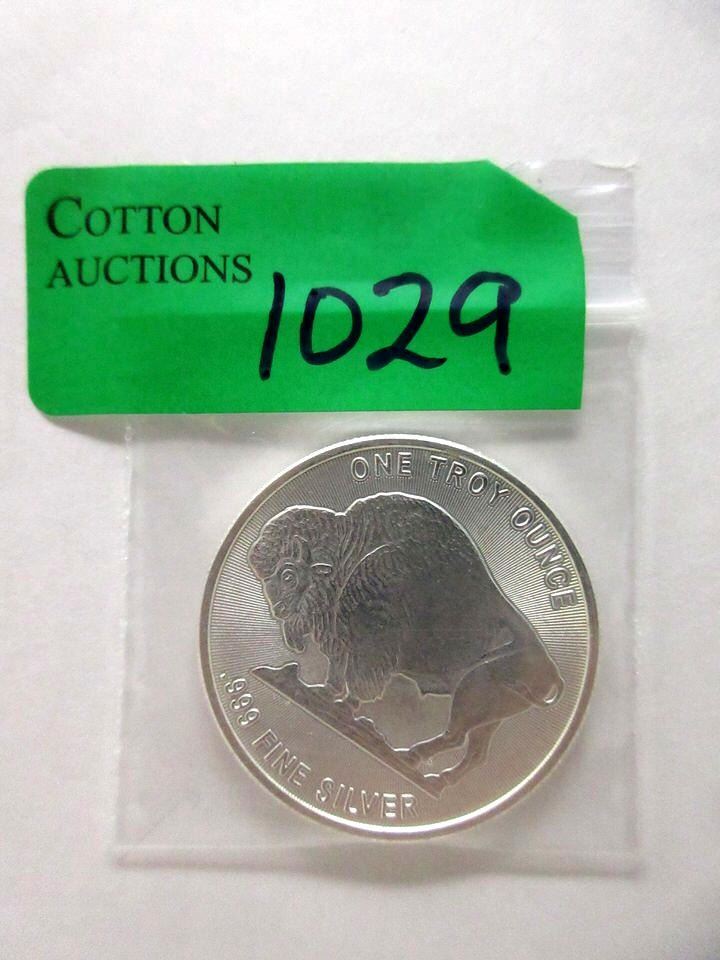 COTTON
AUCTIONS
1029
ONE TROY OUNCE
.999 FINE SILVER